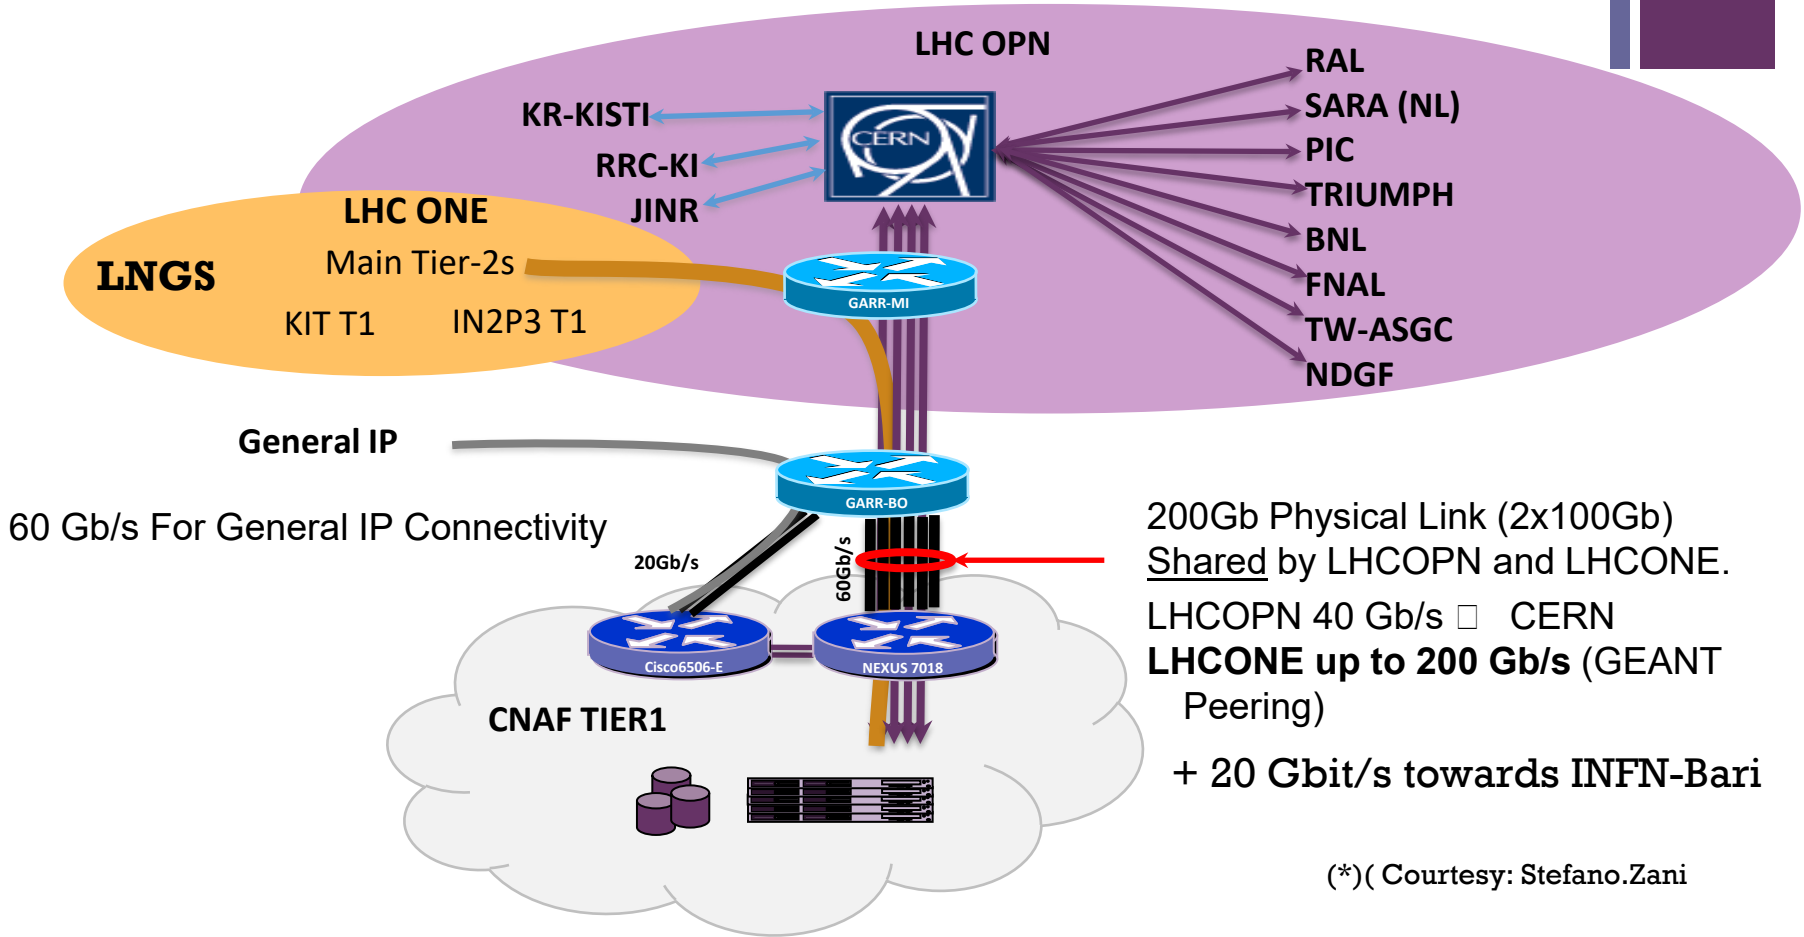 LHC OPN
KR-KISTI
RRC-KI
JINR
CERN
RAL
SARA (NL)
PIC
TRIUMPH
BNL
FNAL
TW-ASGC
NDGF
LHC ONE
Main Tier-2s
LNGS
KIT T1
IN2P3 T1
GARR-MI
General IP
GARR-BO
60 Gb/s For General IP Connectivity
20Gb/s
60Gb/s
200Gb Physical Link (2x100Gb)
Shared by LHCOPN and LHCONE.
LHCOPN 40 Gb/s □ CERN
LHCONE up to 200 Gb/s (GEANT
Peering)
+ 20 Gbit/s towards INFN-Bari
Cisco6506-E
NEXUS 7018
CNAF TIER1
(*)( Courtesy: Stefano.Zani